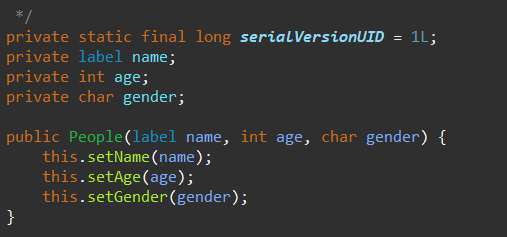 */
private static final long serialVersionUID = 1L;
private label name;
private int age;
private char gender;
public People(label name, int age, char gender) {
this.setName(name);
this.setAge(age);
this.setGender(gender);
}